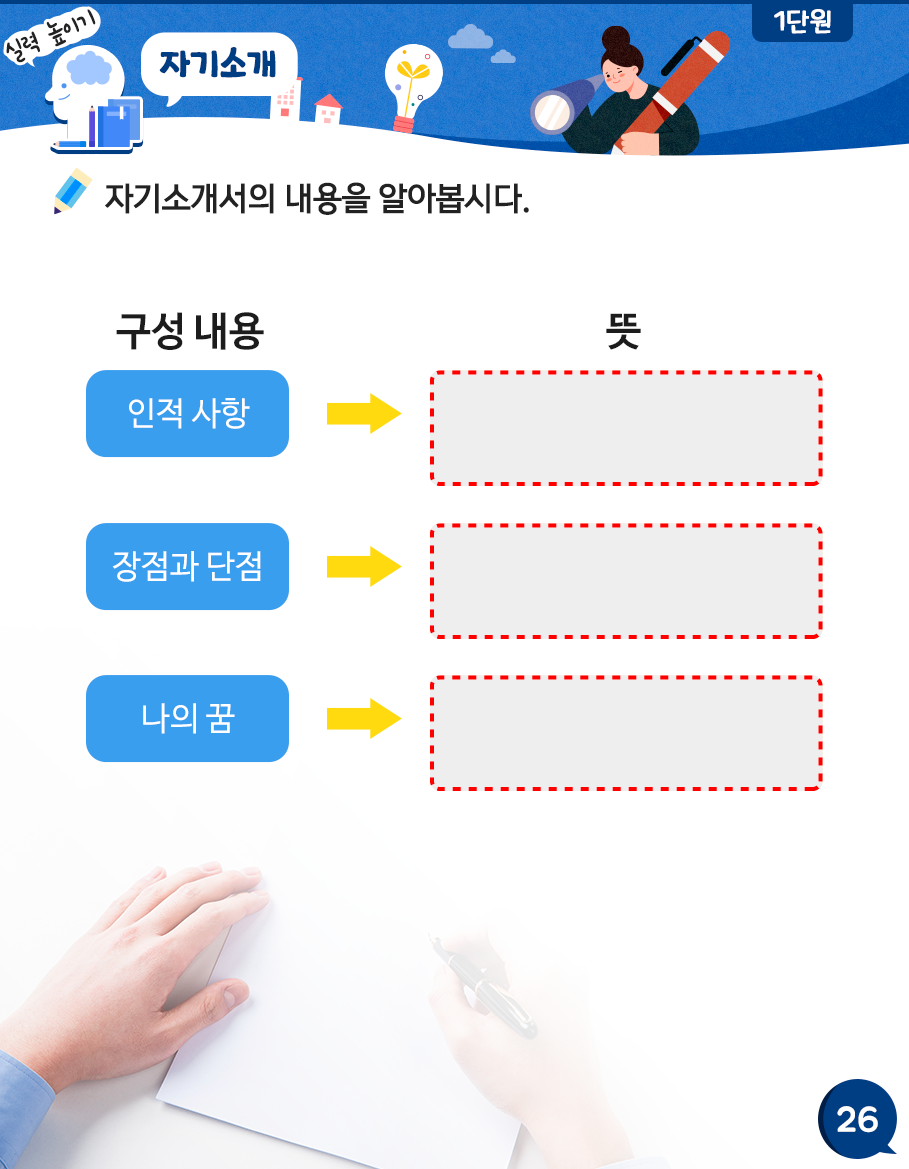 실력 높이기
1단원
자기소개
자기소개서의 내용을 알아봅시다.
구성 내용
뜻
인적 사항
장점과 단점
나의 꿈
26